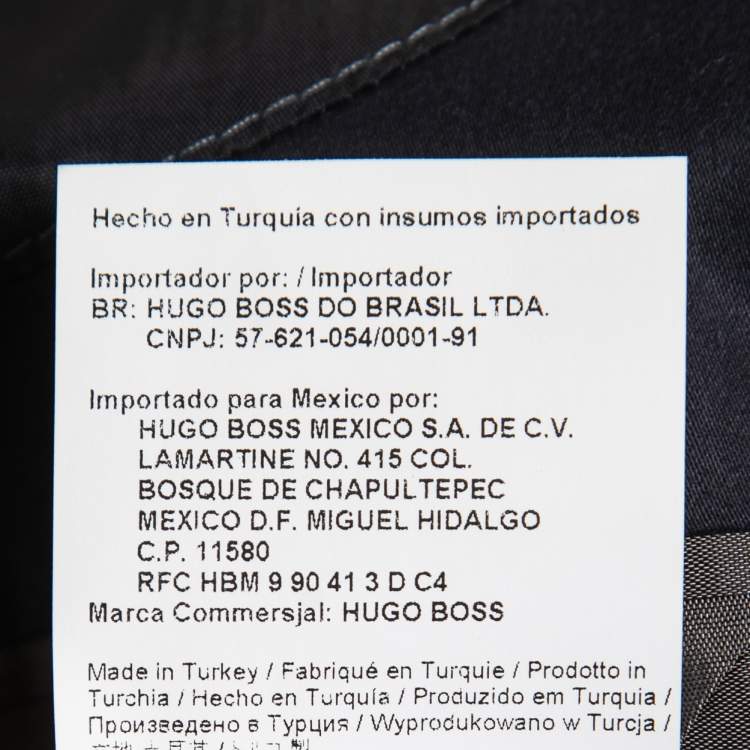 Hecho en Turquía con insumos importados
Importador por: / Importador
BR: HUGO BOSS DO BRASIL LTDA.
CNPJ: 57-621-054/0001-91
Importado para Mexico por:
HUGO BOSS MEXICO S.A. DE C.V.
LAMARTINE NO. 415 COL.
BOSQUE DE CHAPULTEPEC
MEXICO D.F. MIGUEL HIDALGO
C.P. 11580
RFC HBM 9 90 41 3 D C4
Marca Commersjal: HUGO BOSS
Made in Turkey / Fabriqué en Turquie / Prodotto in
Turchia / Hecho en Turquía / Produzido em Turquia /
Произведено в Турция / Wyprodukowano w Turcja /